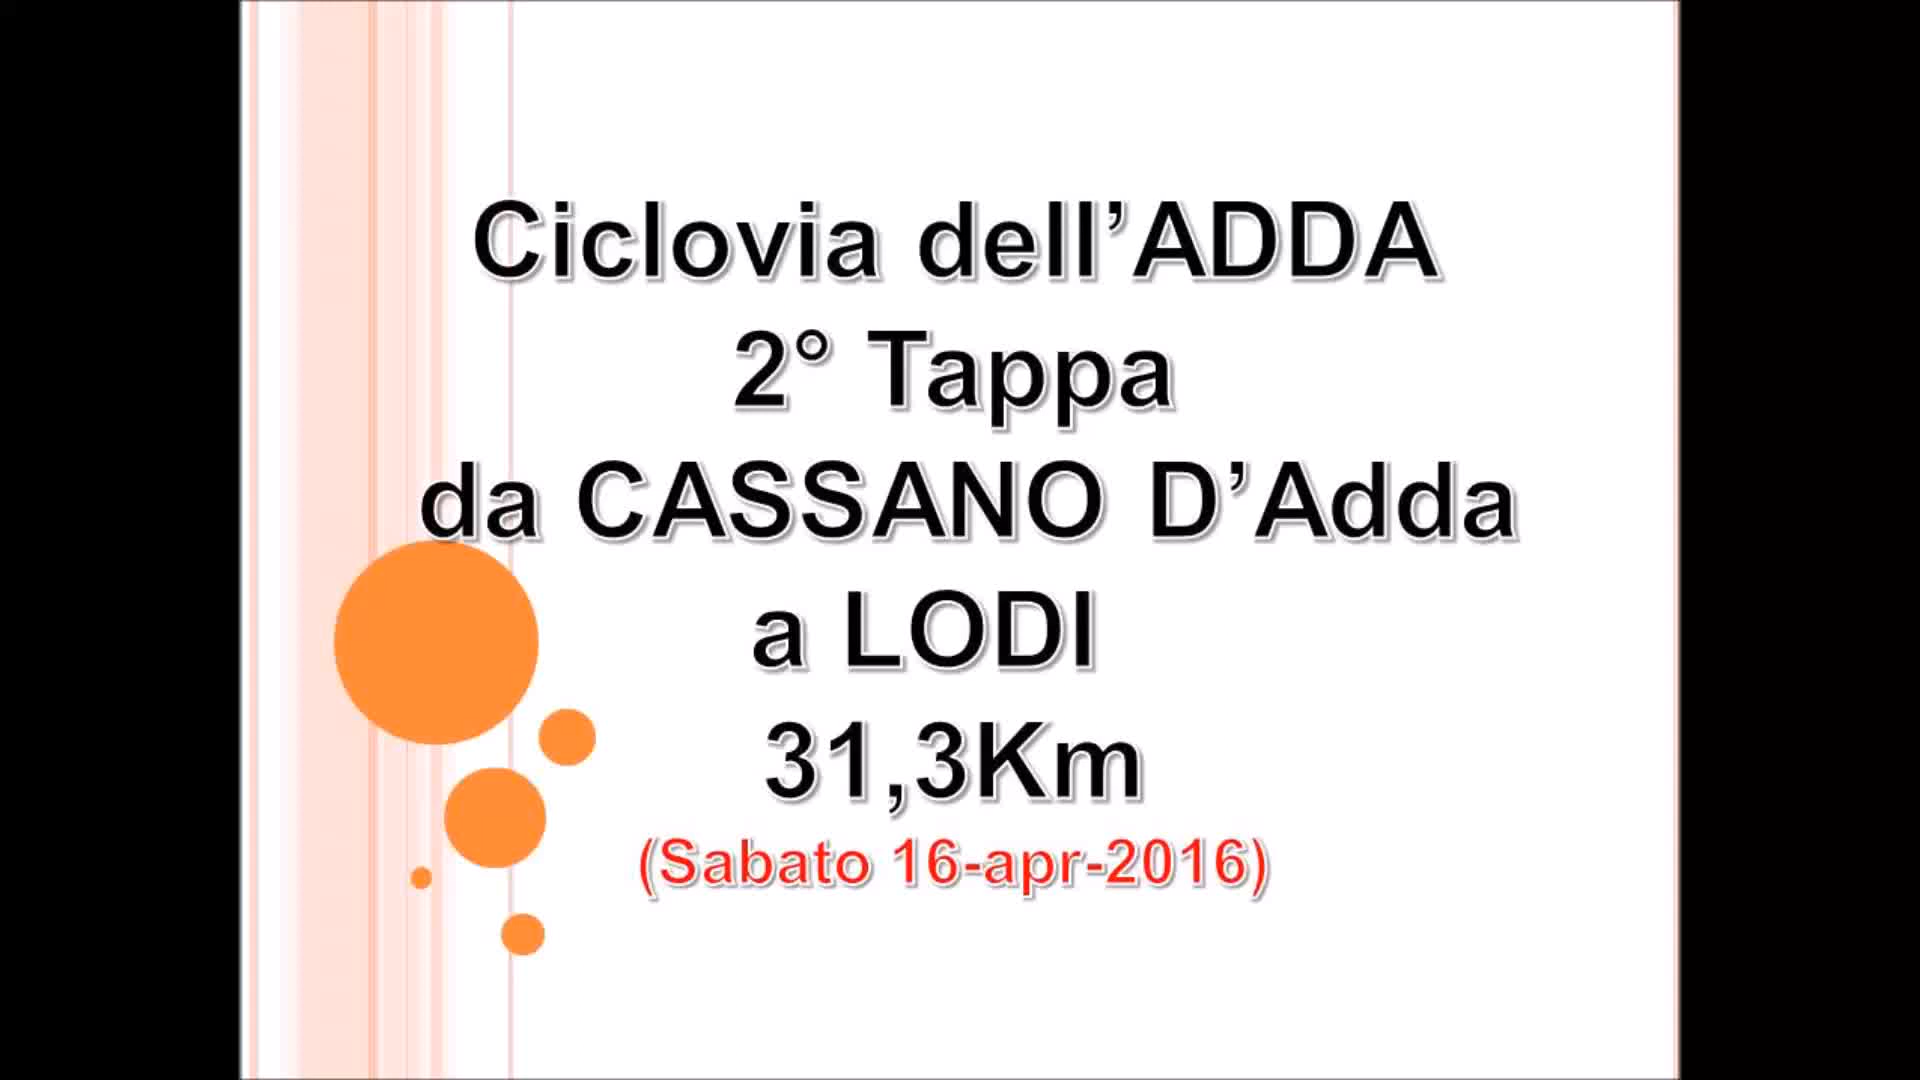 Ciclovia dell’ADDA
2° Tappa
da CASSANO D’Adda
a LODI
31,3Km
(Sabato 16-apr-2016)